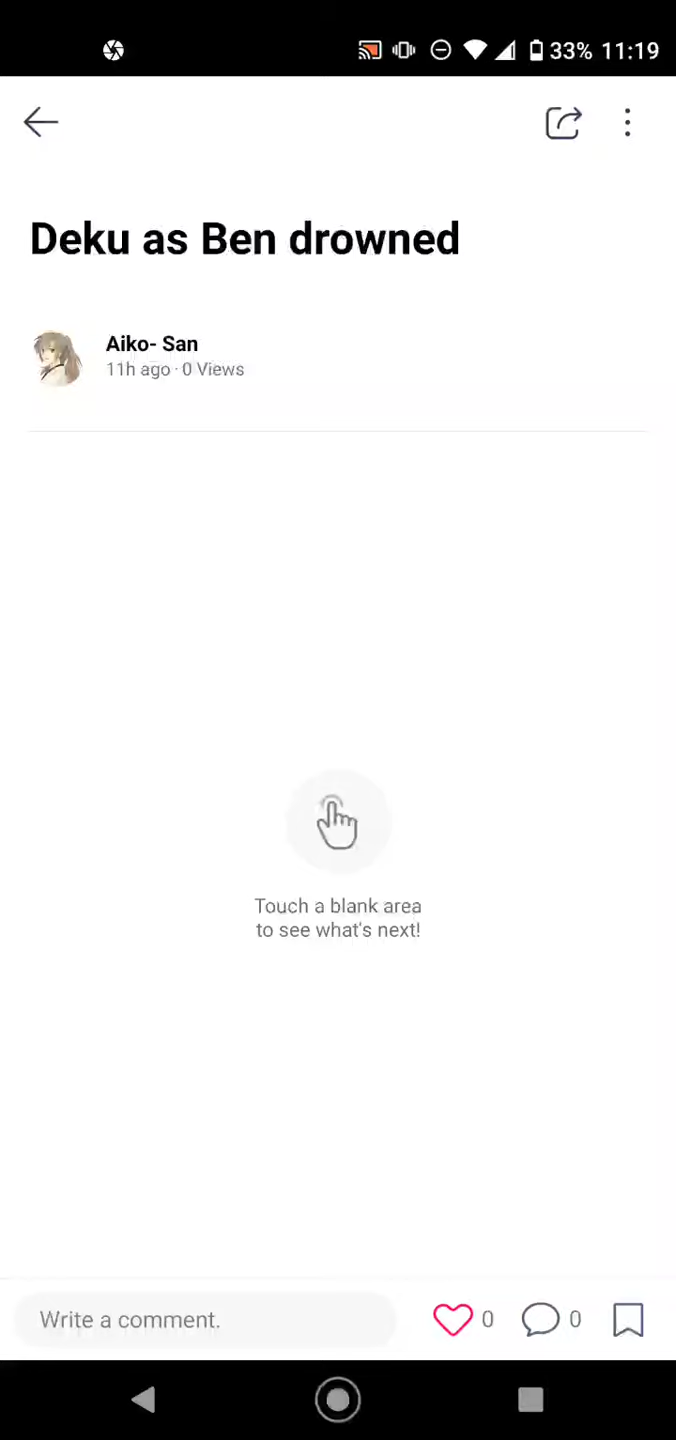 33% 11:19
Deku as Ben drowned
Aiko- San
11h ago · 0 Views
Touch a blank area
to see what's next!
Write a comment.
0
0